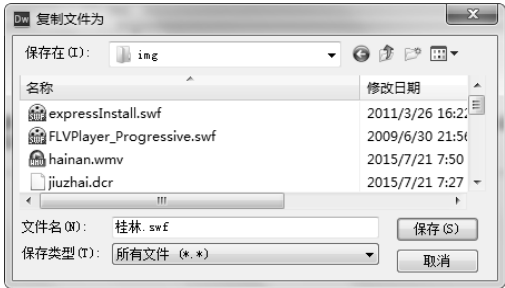 Dw 复制文件为
保存在(I): img
名称 修改日期
expressInstall.swf 2011/3/26 16:22
FLVPlayer_Progressive.swf 2009/6/30 21:56
hainan.wmv 2015/7/21 7:50
jiuzhai.dcr 2015/7/21 7:27
文件名(N): 桂林.swf 保存(S)
保存类型(T): 所有文件 (*.*) 取消